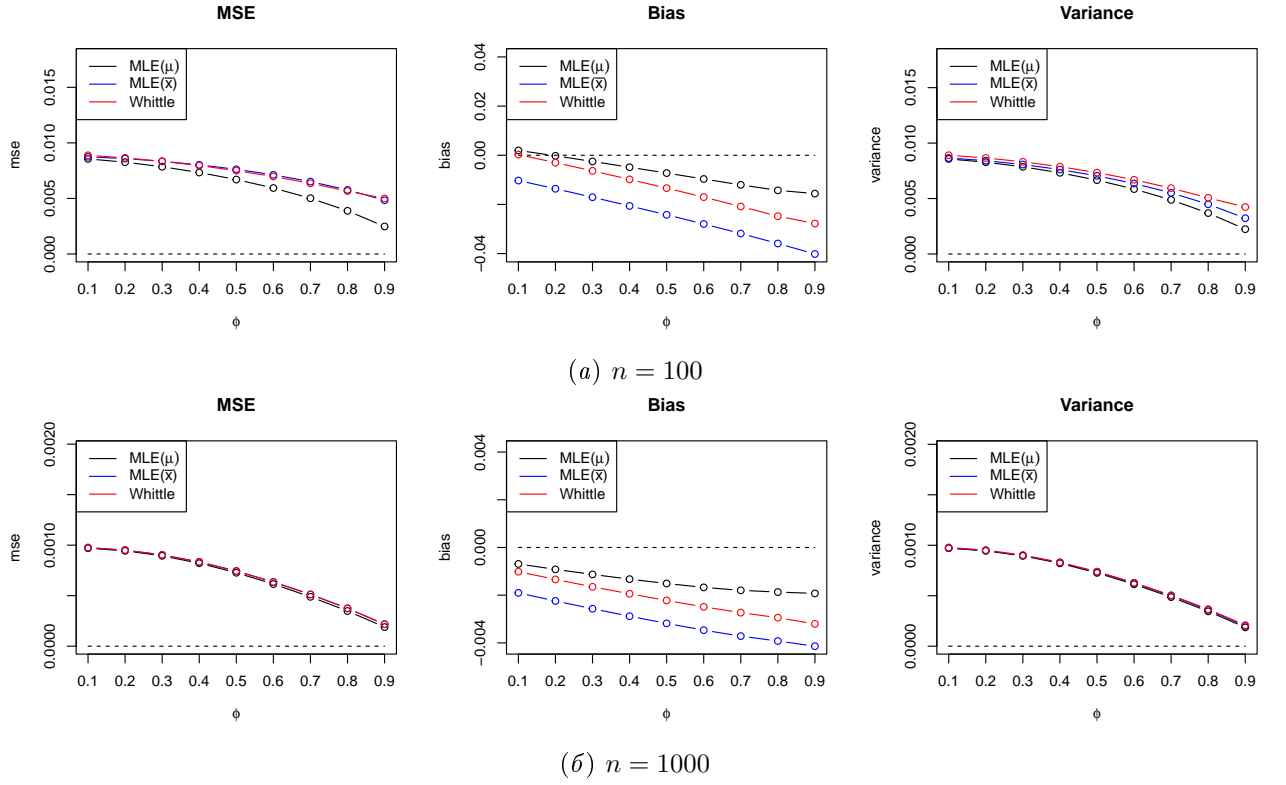 MSE
mse
0.000 0.005 0.010 0.015
MLE(μ)
MLE(x̄)
Whittle
0.1 0.2 0.3 0.4 0.5 0.6 0.7 0.8 0.9
ϕ
Bias
bias
−0.04 0.00 0.02 0.04
MLE(μ)
MLE(x̄)
Whittle
0.1 0.2 0.3 0.4 0.5 0.6 0.7 0.8 0.9
ϕ
Variance
variance
0.000 0.005 0.010 0.015
MLE(μ)
MLE(x̄)
Whittle
0.1 0.2 0.3 0.4 0.5 0.6 0.7 0.8 0.9
ϕ
(а) n = 100
MSE
mse
0.0000 0.0010 0.0020
MLE(μ)
MLE(x̄)
Whittle
0.1 0.2 0.3 0.4 0.5 0.6 0.7 0.8 0.9
ϕ
Bias
bias
−0.004 0.000 0.004
MLE(μ)
MLE(x̄)
Whittle
0.1 0.2 0.3 0.4 0.5 0.6 0.7 0.8 0.9
ϕ
Variance
variance
0.0000 0.0010 0.0020
MLE(μ)
MLE(x̄)
Whittle
0.1 0.2 0.3 0.4 0.5 0.6 0.7 0.8 0.9
ϕ
(б) n = 1000